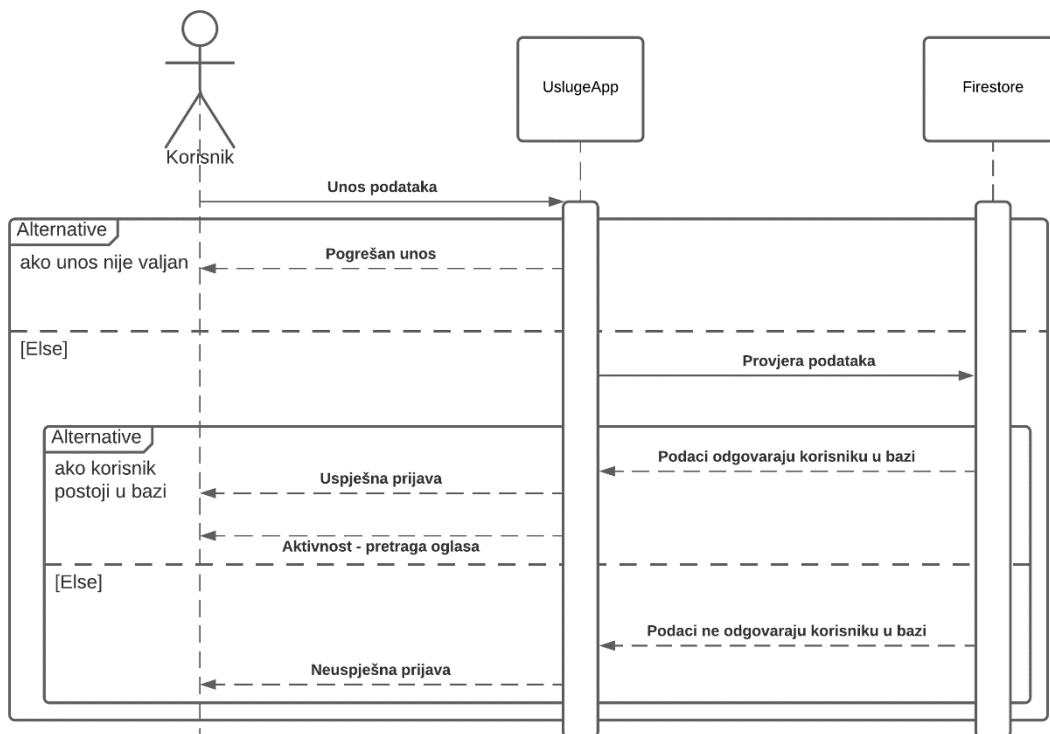 UslugeApp
Firestore
Korisnik
Unos podataka
Alternative
ako unos nije valjan
Pogrešan unos
[Else]
Provjera podataka
Alternative
ako korisnik
postoji u bazi
Podaci odgovaraju korisniku u bazi
Uspješna prijava
Aktivnost - pretraga oglasa
[Else]
Podaci ne odgovaraju korisniku u bazi
Neuspješna prijava